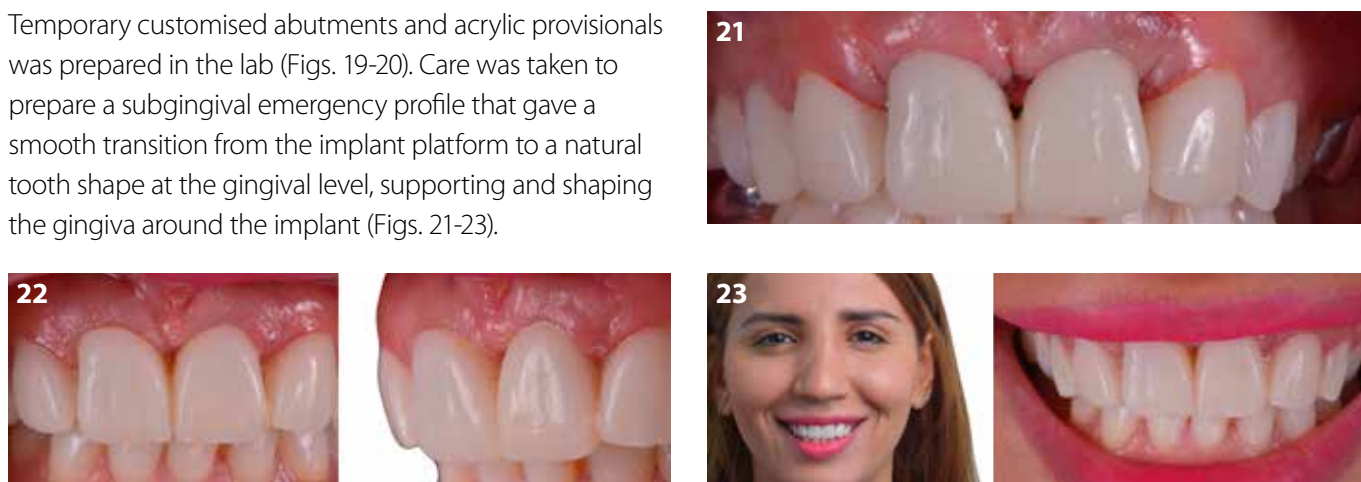 Temporary customised abutments and acrylic provisionals
was prepared in the lab (Figs. 19-20). Care was taken to
prepare a subgingival emergency profile that gave a
smooth transition from the implant platform to a natural
tooth shape at the gingival level, supporting and shaping
the gingiva around the implant (Figs. 21-23).
21
22
23